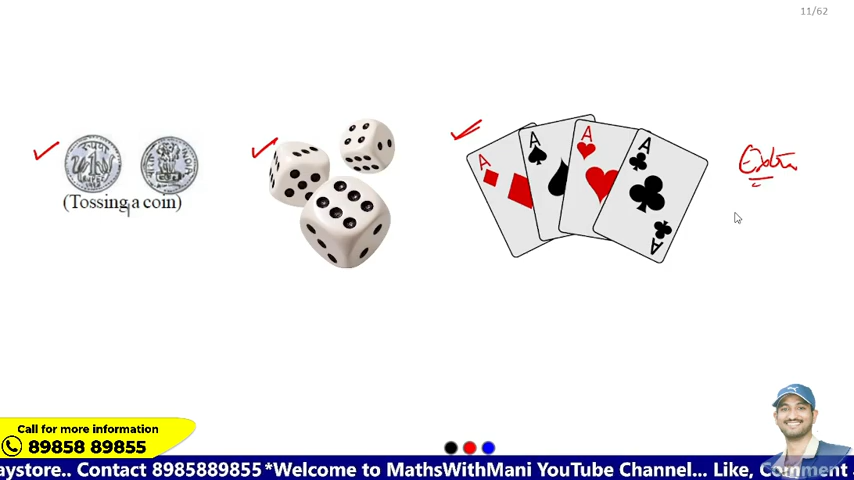 11/62
A
A
A
A
A
Extra
(Tossing a coin)
Call for more information
89858 89855
aystore.. Contact 8985889855 *Welcome to MathsWithMani YouTube Channel... Like, Comment